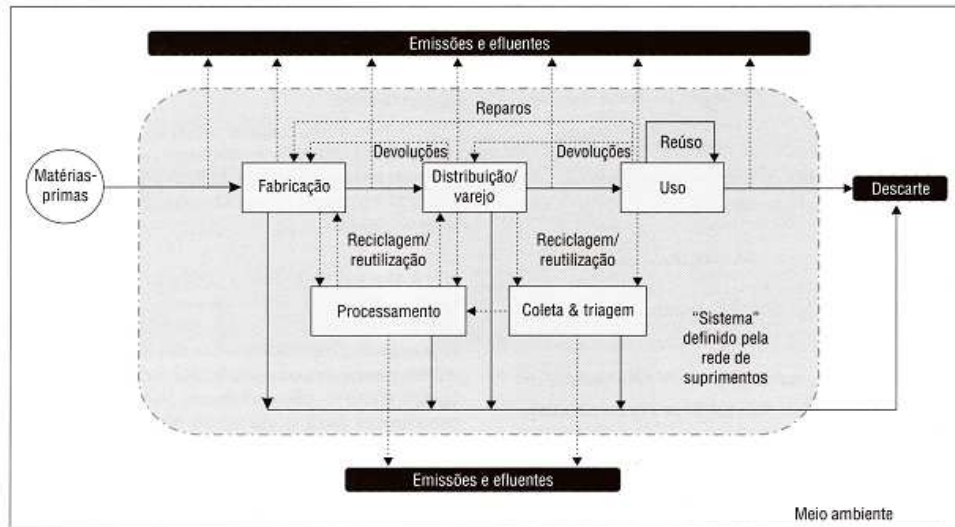 Emissões e efluentes
Reparos
Reúso
Devoluções
Devoluções
Matérias-
primas
Fabricação
Distribuição/
varejo
Uso
Descarte
Reciclagem/
reutilização
Reciclagem/
reutilização
Processamento
Coleta & triagem
"Sistema"
definido pela
rede de
suprimentos
Emissões e efluentes
Meio ambiente